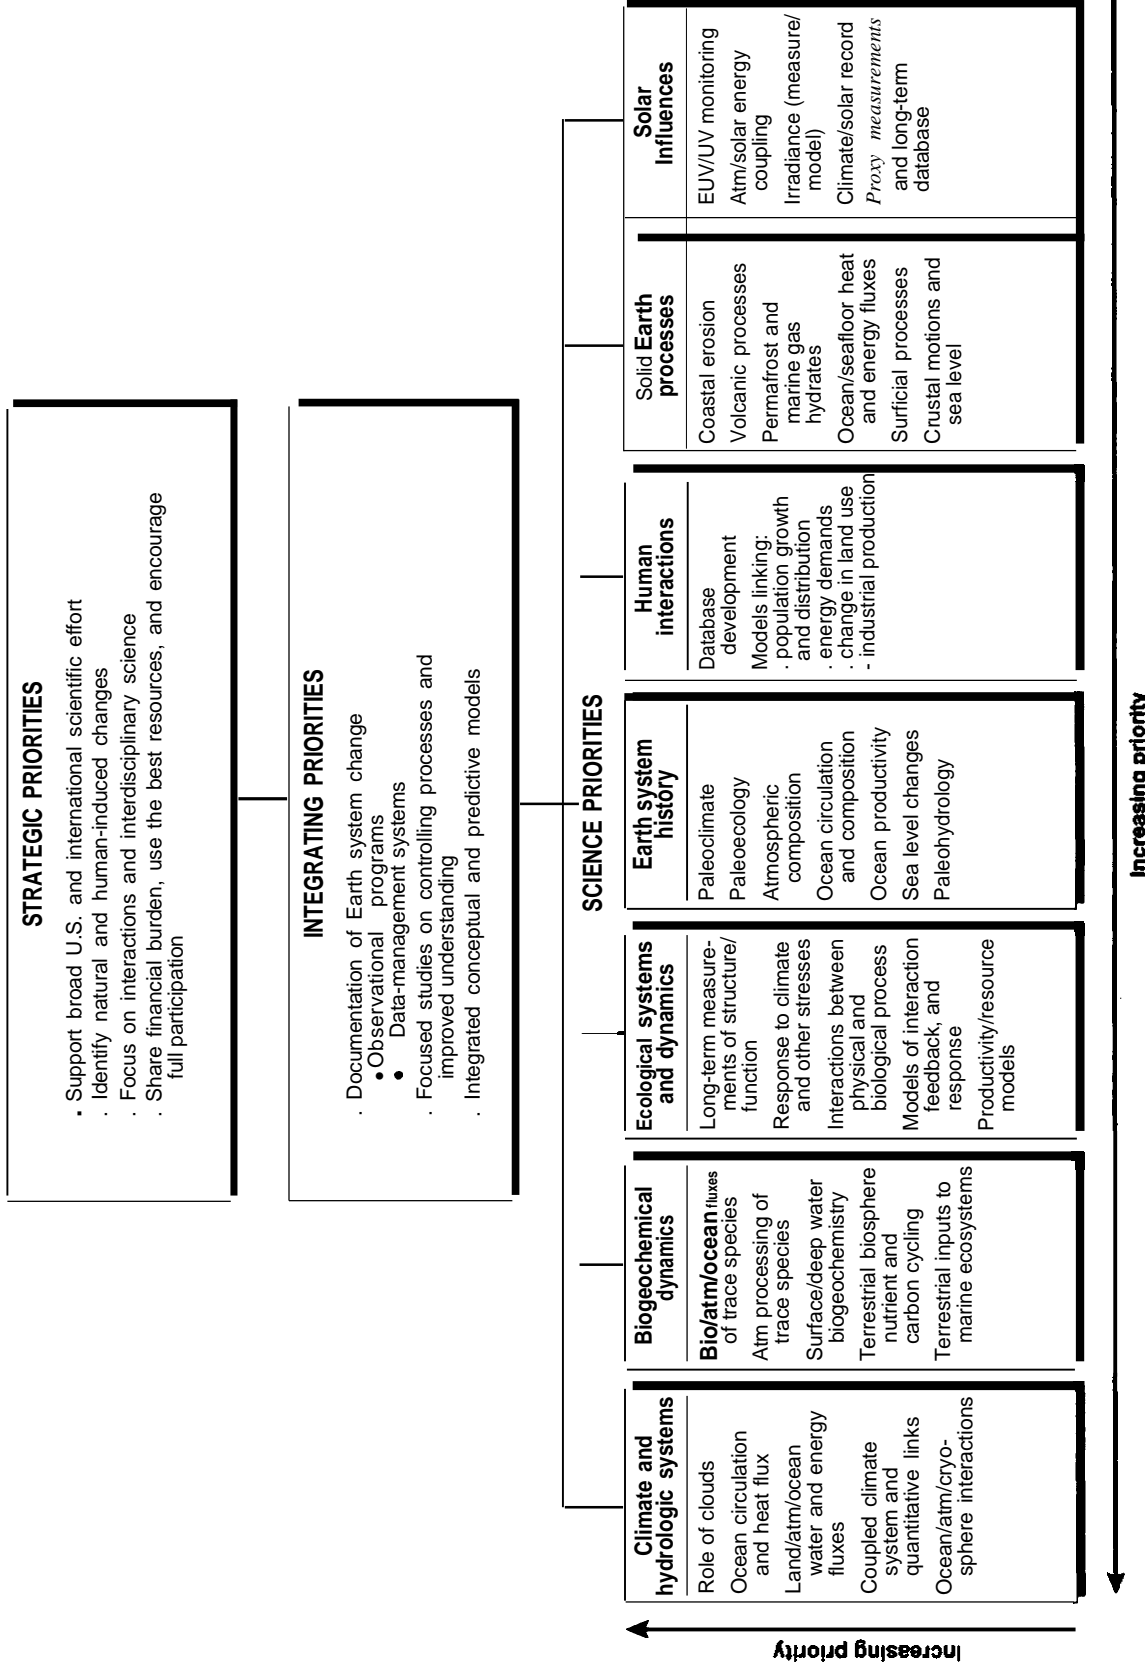 STRATEGIC PRIORITIES
▪ Support broad U.S. and international scientific effort
. Identify natural and human-induced changes
. Focus on interactions and interdisciplinary science
. Share financial burden, use the best resources, and encourage
full participation
INTEGRATING PRIORITIES
. Documentation of Earth system change
● Observational programs
● Data-management systems
. Focused studies on controlling processes and
improved understanding
. Integrated conceptual and predictive models
SCIENCE PRIORITIES
Climate and
hydrologic systems
Role of clouds
Ocean circulation
and heat flux
Land/atm/ocean
water and energy
fluxes
Coupled climate
system and
quantitative links
Ocean/atm/cryo-
sphere interactions
Biogeochemical
dynamics
Bio/atm/ocean fluxes
of trace species
Atm processing of
trace species
Surface/deep water
biogeochemistry
Terrestrial biosphere
nutrient and
carbon cycling
Terrestrial inputs to
marine ecosystems
Ecological systems
and dynamics
Long-term measure-
ments of structure/
function
Response to climate
and other stresses
Interactions between
physical and
biological process
Models of interaction
feedback, and
response
Productivity/resource
models
Earth system
history
Paleoclimate
Paleoecology
Atmospheric
composition
Ocean circulation
and composition
Ocean productivity
Sea level changes
Paleohydrology
Human
interactions
Database
development
Models linking:
. population growth
and distribution
. energy demands
. change in land use
- industrial production
Solid Earth
processes
Coastal erosion
Volcanic processes
Permafrost and
marine gas
hydrates
Ocean/seafloor heat
and energy fluxes
Surficial processes
Crustal motions and
sea level
Solar
Influences
EUV/UV monitoring
Atm/solar energy
coupling
Irradiance (measure/
model)
Climate/solar record
Proxy measurements
and long-term
database
Increasing priority
Increasing priority